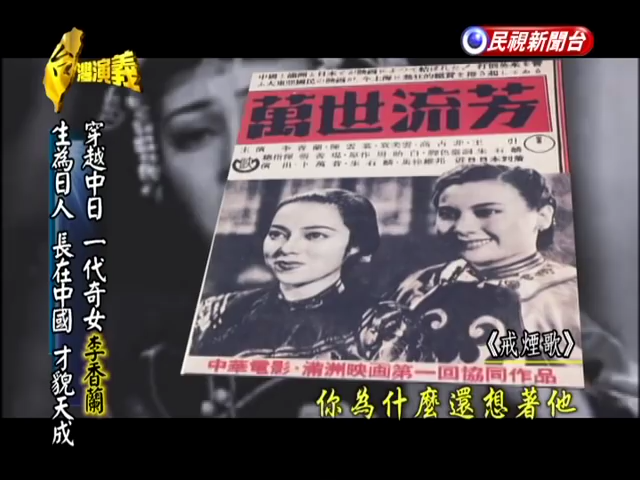 台灣演義
民視新聞台
穿越中日 一代奇女李香蘭
生為日人 長在中國 才貌天成
萬世流芳
中華電影・滿洲映画第一回協同作品
《戒煙歌》
你為什麼還想著他